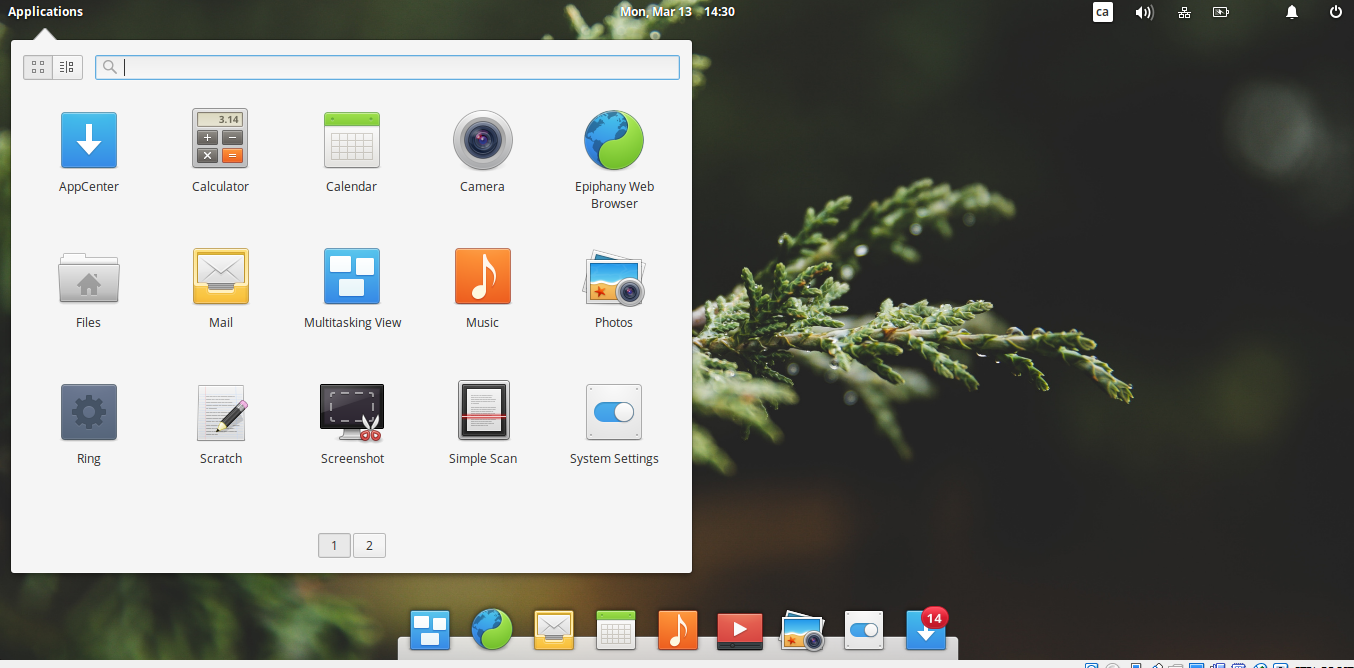 Applications
Mon, Mar 13 14:30
ca
3.14
AppCenter
Calculator
Calendar
Camera
Epiphany Web
Browser
Files
Mail
Multitasking View
Music
Photos
Ring
Scratch
Screenshot
Simple Scan
System Settings
1
2
14